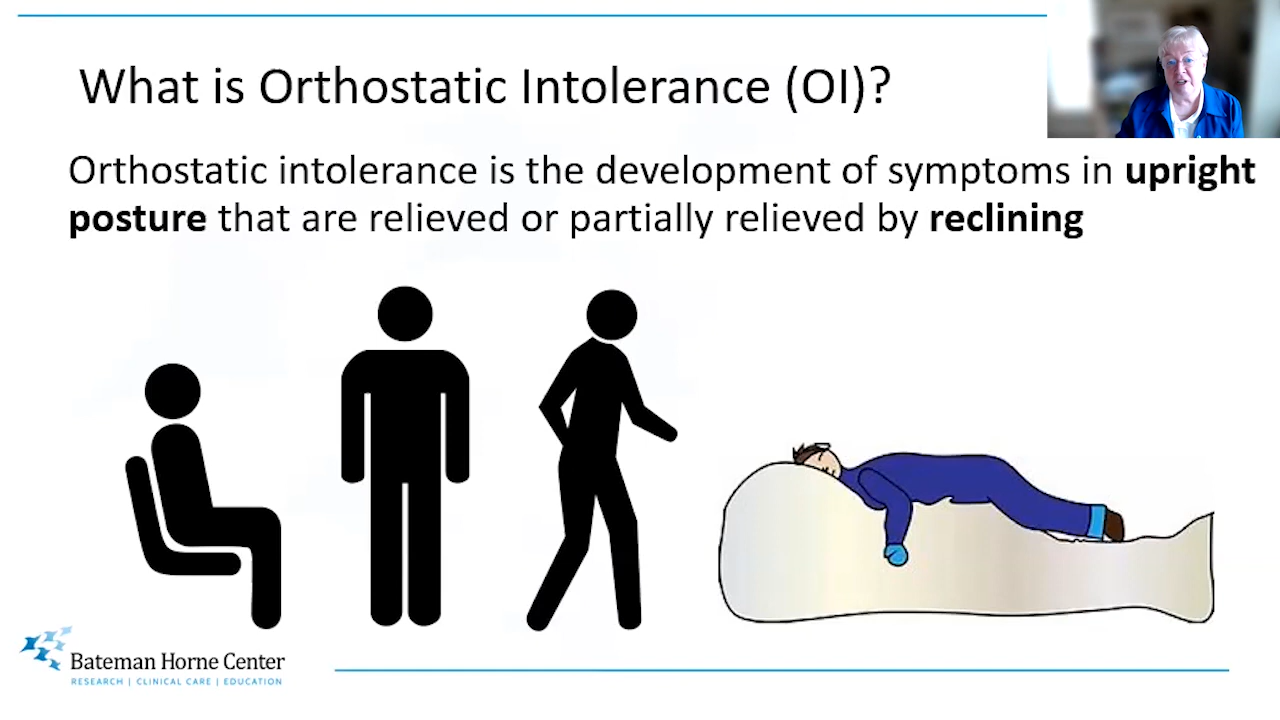 What is Orthostatic Intolerance (OI)?
Orthostatic intolerance is the development of symptoms in upright
posture that are relieved or partially relieved by reclining
Bateman Horne Center
RESEARCH | CLINICAL CARE | EDUCATION